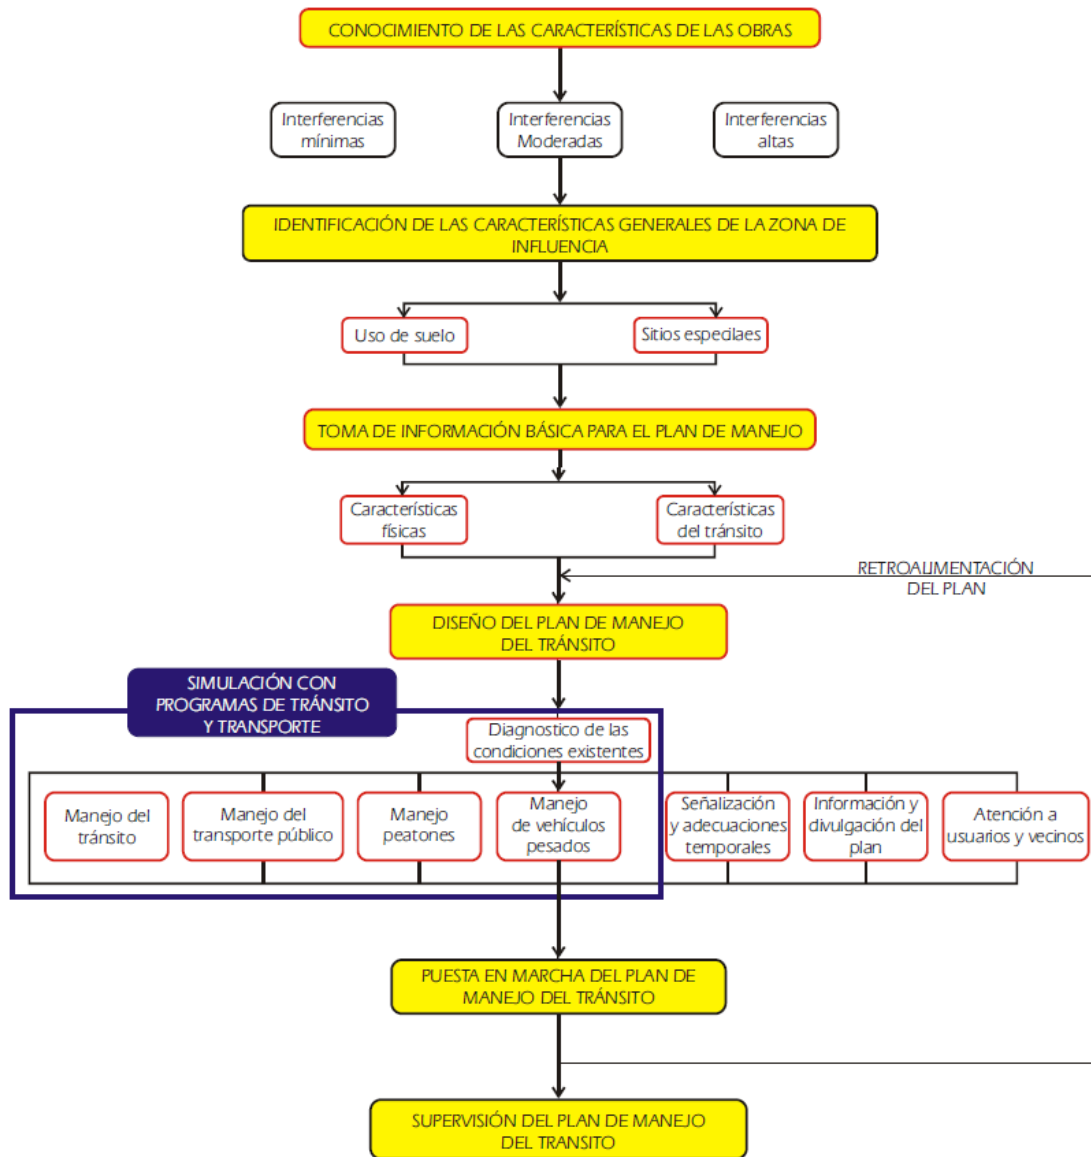 CONOCIMIENTO DE LAS CARACTERÍSTICAS DE LAS OBRAS
Interferencias
mínimas
Interferencias
Moderadas
Interferencias
altas
IDENTIFICACIÓN DE LAS CARACTERÍSTICAS GENERALES DE LA ZONA DE
INFLUENCIA
Uso de suelo
Sitios especilaes
TOMA DE INFORMACIÓN BÁSICA PARA EL PLAN DE MANEJO
Características
físicas
Características
del tránsito
RETROALIMENTACIÓN
DEL PLAN
DISEÑO DEL PLAN DE MANEJO
DEL TRÁNSITO
SIMULACIÓN CON
PROGRAMAS DE TRÁNSITO
Y TRANSPORTE
Diagnostico de las
condiciones existentes
Manejo del
tránsito
Manejo del
transporte público
Manejo
peatones
Manejo
de vehículos
pesados
Señalización
y adecuaciones
temporales
Información y
divulgación del
plan
Atención a
usuarios y vecinos
PUESTA EN MARCHA DEL PLAN DE
MANEJO DEL TRÁNSITO
SUPERVISIÓN DEL PLAN DE MANEJO
DEL TRANSITO